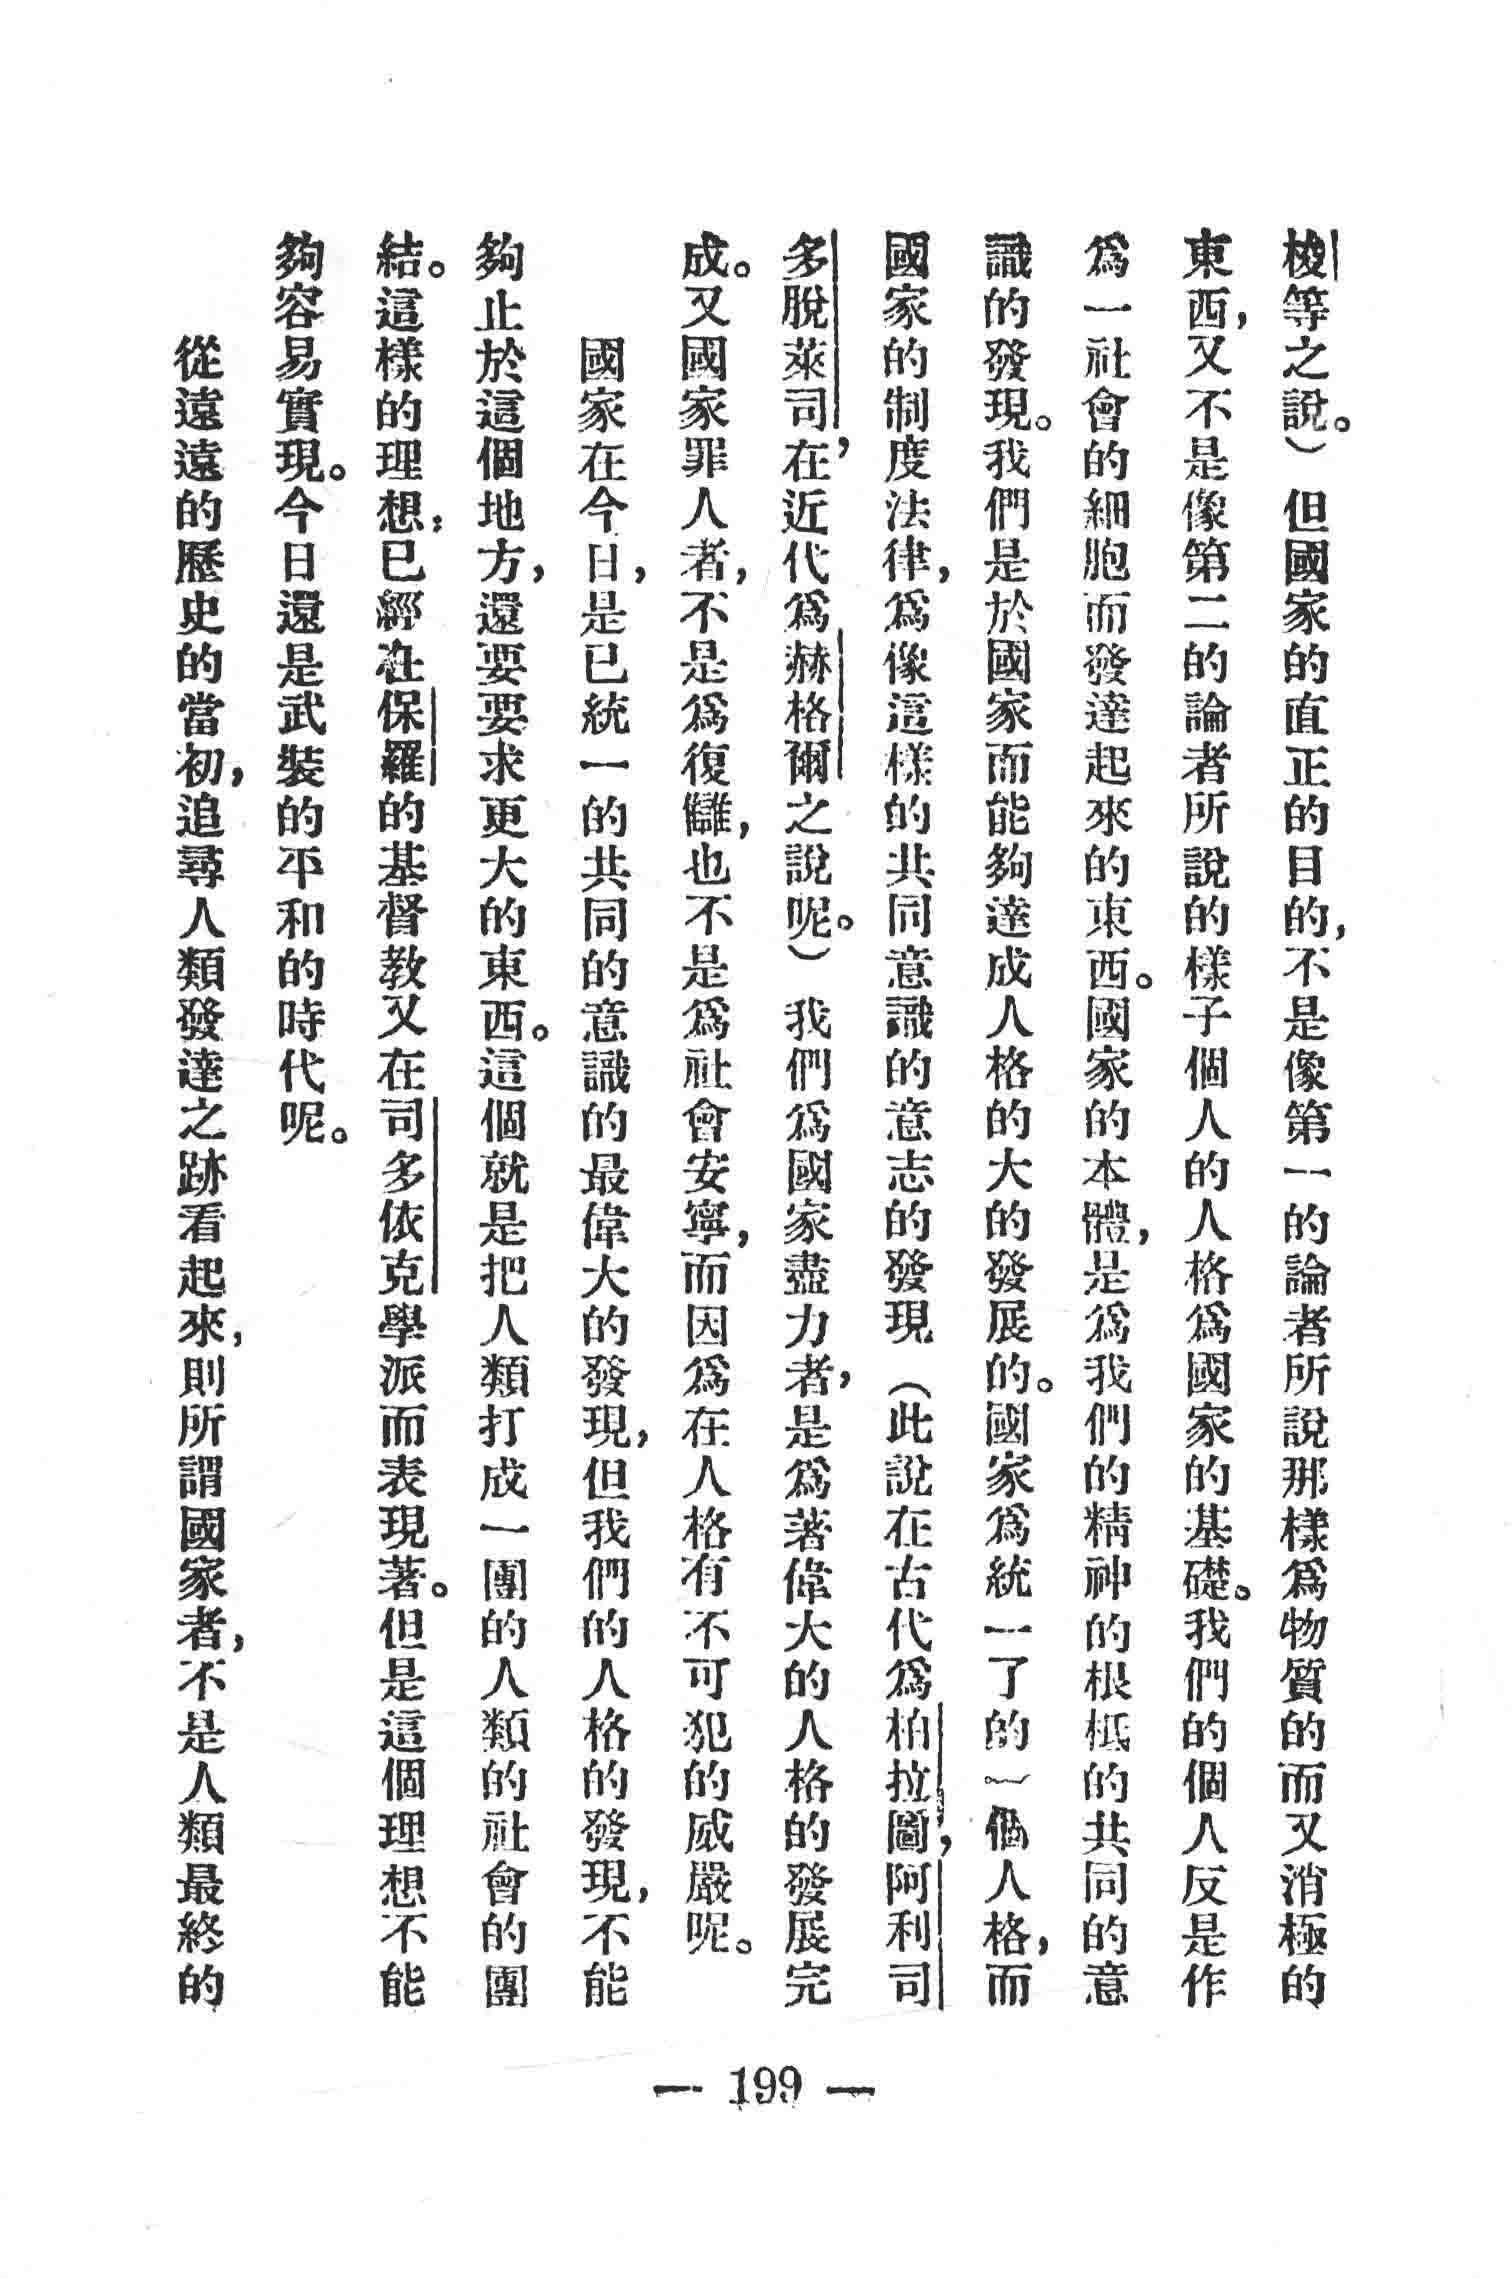 梭等之說。）但國家的直正的目的，不是像第一的論者所說那樣爲物質的而又消極的
東西，又不是像第二的論者所說的樣子個人的人格爲國家的基礎。我們的個人反是作
爲一社會的細胞而發達起來的東西。國家的本體，是爲我們的精神的根柢的共同的意
識的發現。我們是於國家而能夠達成人格的大的發展的。國家爲統一了的一個人格，而
國家的制度法律，爲像這樣的共同意識的意志的發現（此說在古代爲柏拉圖，阿利司
多脫萊司，在近代爲赫格爾之說呢。）我們爲國家盡力者，是爲著偉大的人格的發展完
成。又國家罪人者，不是爲復讎，也不是爲社會安寧，而因爲在人格有不可犯的威嚴呢。
國家在今日，是已統一的共同的意識的最偉大的發現，但我們的人格的發現，不能
夠止於這個地方，還要要求更大的東西。這個就是把人類打成一團的人類的社會的團
結。這樣的理想，已經在保羅的基督教又在司多依克學派而表現著。但是這個理想不能
夠容易實現。今日還是武裝的平和的時代呢。
從遠遠的歷史的當初，追尋人類發達之跡看起來，則所謂國家者，不是人類最終的
— 199 —